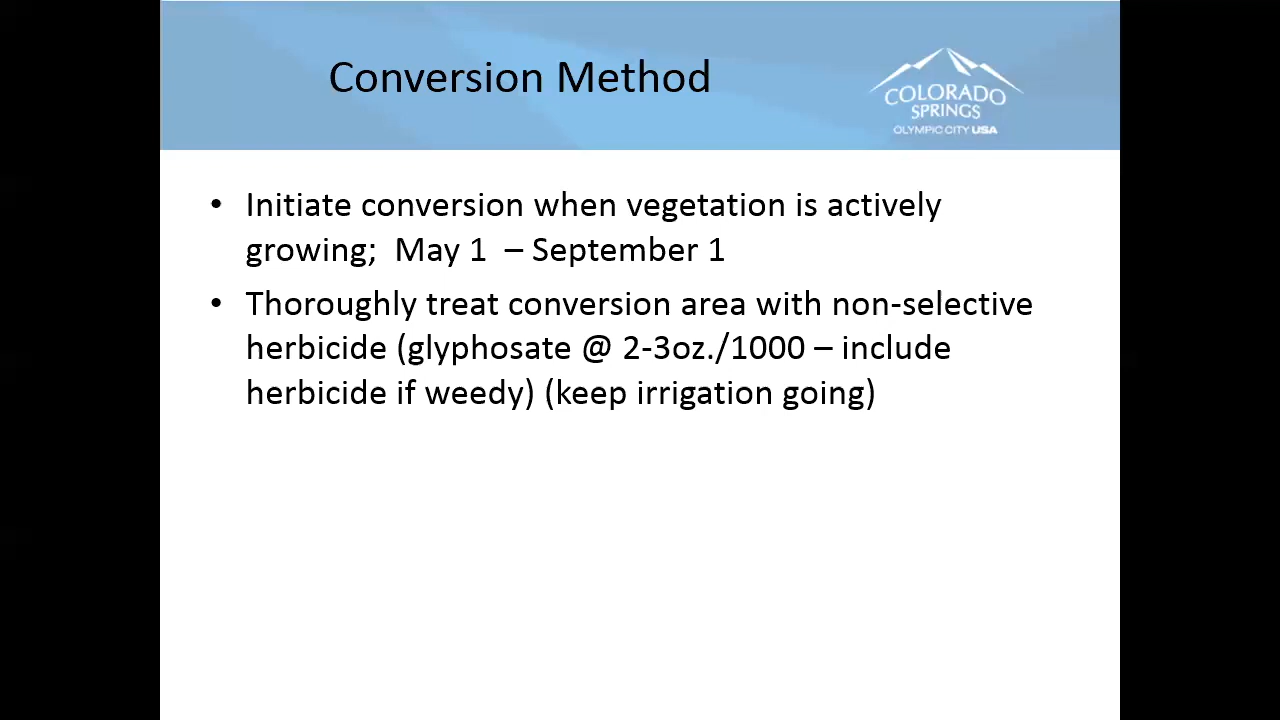 Conversion Method
COLORADO
SPRINGS
OLYMPIC CITY USA
• Initiate conversion when vegetation is actively
growing;  May 1  – September 1
• Thoroughly treat conversion area with non-selective
herbicide (glyphosate @ 2-3oz./1000 – include
herbicide if weedy) (keep irrigation going)